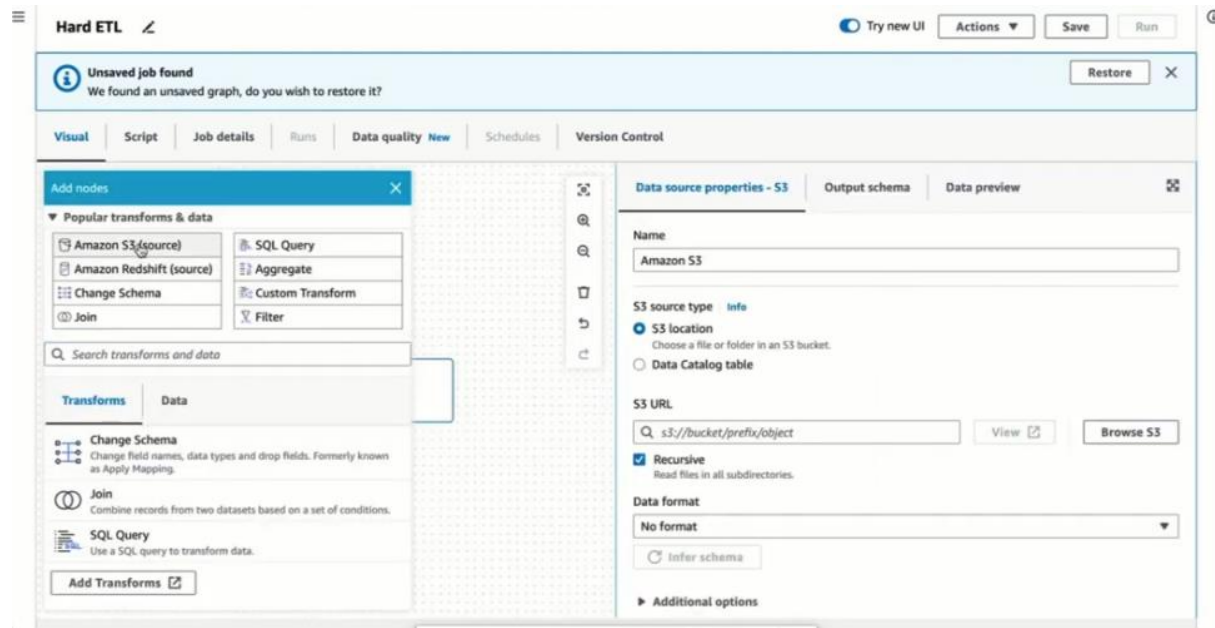 Hard ETL
Try new UI
Actions
Save
Run
Unsaved job found
We found an unsaved graph, do you wish to restore it?
Restore
Visual
Script
Job details
Runs
Data quality New
Schedules
Version Control
Add nodes
Popular transforms & data
Amazon S3 (source)
SQL Query
Amazon Redshift (source)
Aggregate
Change Schema
Custom Transform
Join
Filter
Search transforms and data
Transforms
Data
Change Schema
Change field names, data types and drop fields. Formerly known
as Apply Mapping.
Join
Combine records from two datasets based on a set of conditions.
SQL Query
Use a SQL query to transform data.
Add Transforms
Data source properties - S3
Output schema
Data preview
Name
Amazon S3
S3 source type Info
S3 location
Choose a file or folder in an S3 bucket.
Data Catalog table
S3 URL
s3://bucket/prefix/object
View
Browse S3
Recursive
Read files in all subdirectories.
Data format
No format
Infer schema
Additional options